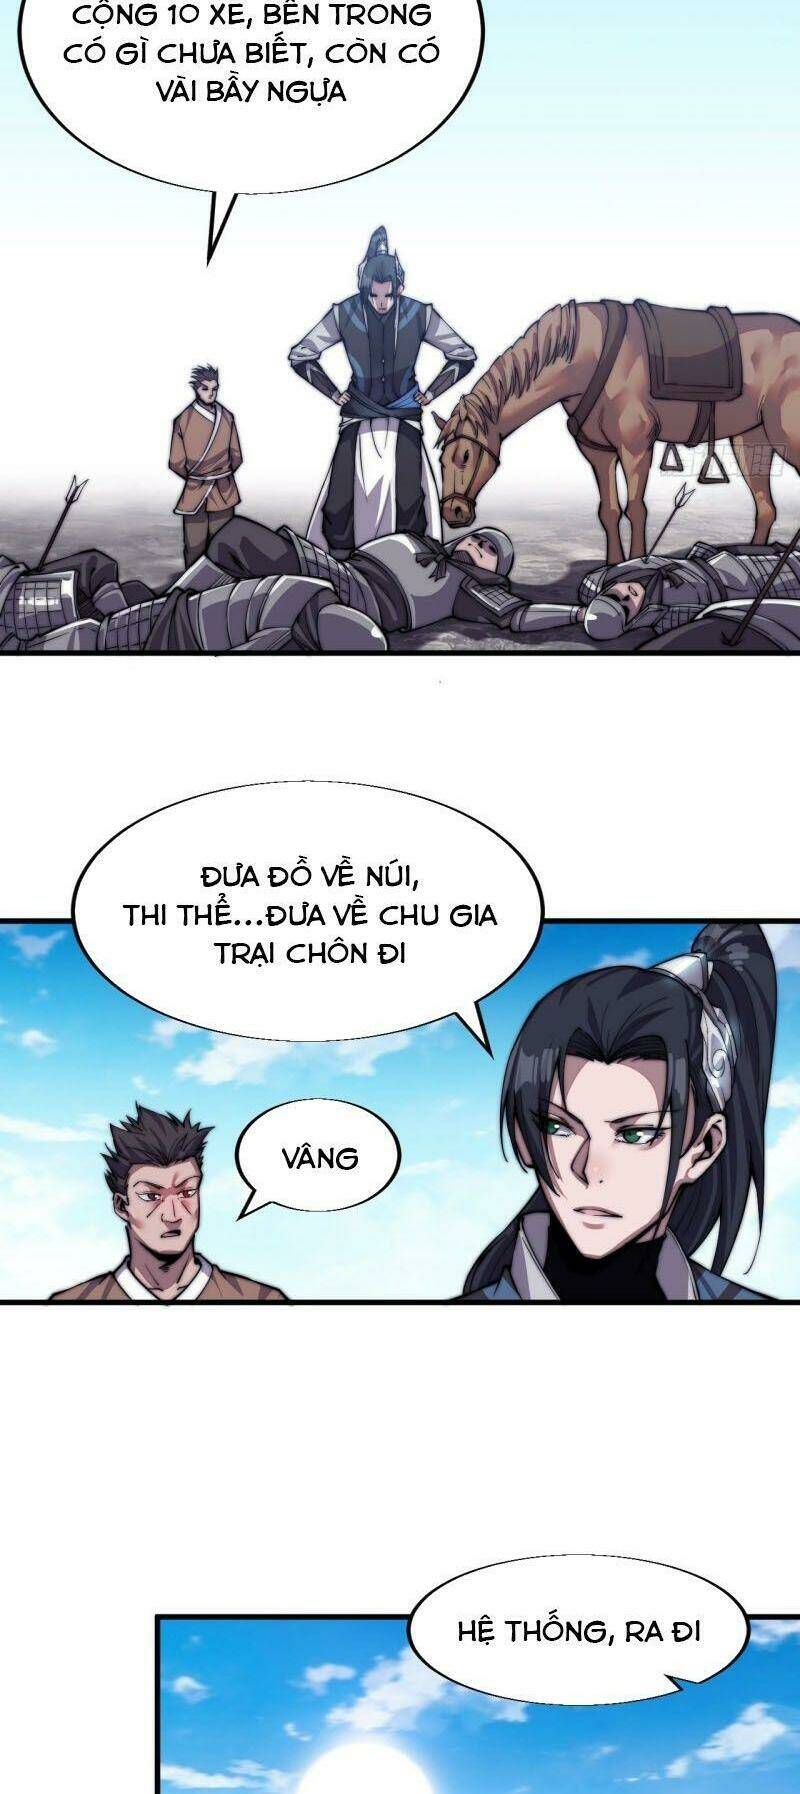 CỘNG 10 XE, BÊN TRONG
CÓ GÌ CHƯA BIẾT, CÒN CÓ
VÀI BẦY NGỰA
ĐƯA ĐỒ VỀ NÚI,
THI THỂ...ĐƯA VỀ CHU GIA
TRẠI CHÔN ĐI
VÂNG
HỆ THỐNG, RA ĐI